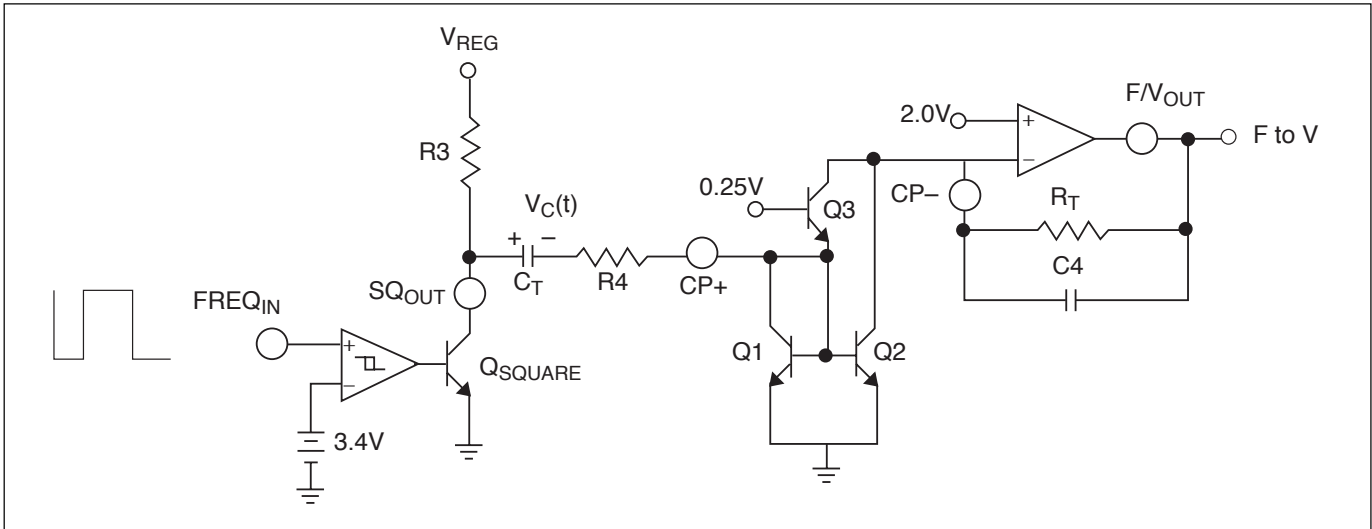 V_REG
R3
V_C(t)
+ −
C_T
R4
CP+
SQ_OUT
FREQ_IN
+
−
3.4V
Q_SQUARE
0.25V
Q3
Q1
Q2
2.0V
+
−
F/V_OUT
F to V
CP–
R_T
C4